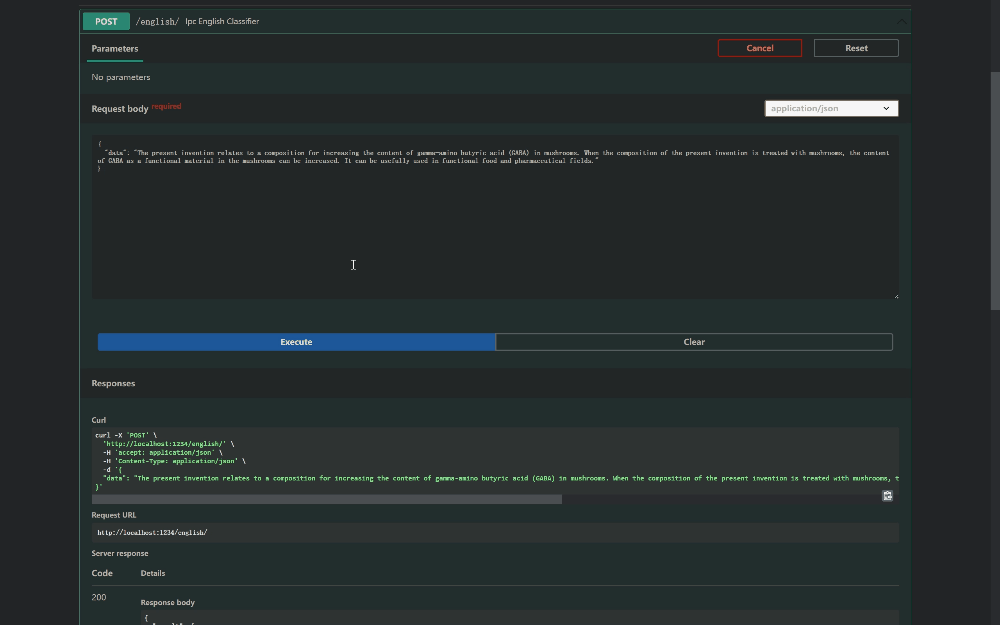 POST /english/ Ipc English Classifier
Parameters Cancel Reset
No parameters
Request body required application/json
{
"data": "The present invention relates to a composition for increasing the content of gamma-amino butyric acid (GABA) in mushrooms. When the composition of the present invention is treated with mushrooms, the content
of GABA as a functional material in the mushrooms can be increased. It can be usefully used in functional food and pharmaceutical fields."
}
Execute Clear
Responses
Curl
curl -X 'POST' \
'http://localhost:1234/english/' \
-H 'accept: application/json' \
-H 'Content-Type: application/json' \
-d '{
"data": "The present invention relates to a composition for increasing the content of gamma-amino butyric acid (GABA) in mushrooms. When the composition of the present invention is treated with mushrooms, t
}'
Request URL
http://localhost:1234/english/
Server response
Code Details
200
Response body
{